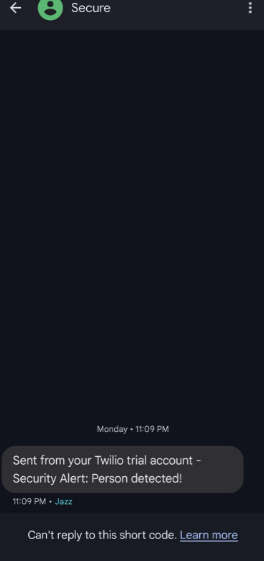 Secure
Monday • 11:09 PM
Sent from your Twilio trial account -
Security Alert: Person detected!
11:09 PM • Jazz
Can't reply to this short code. Learn more